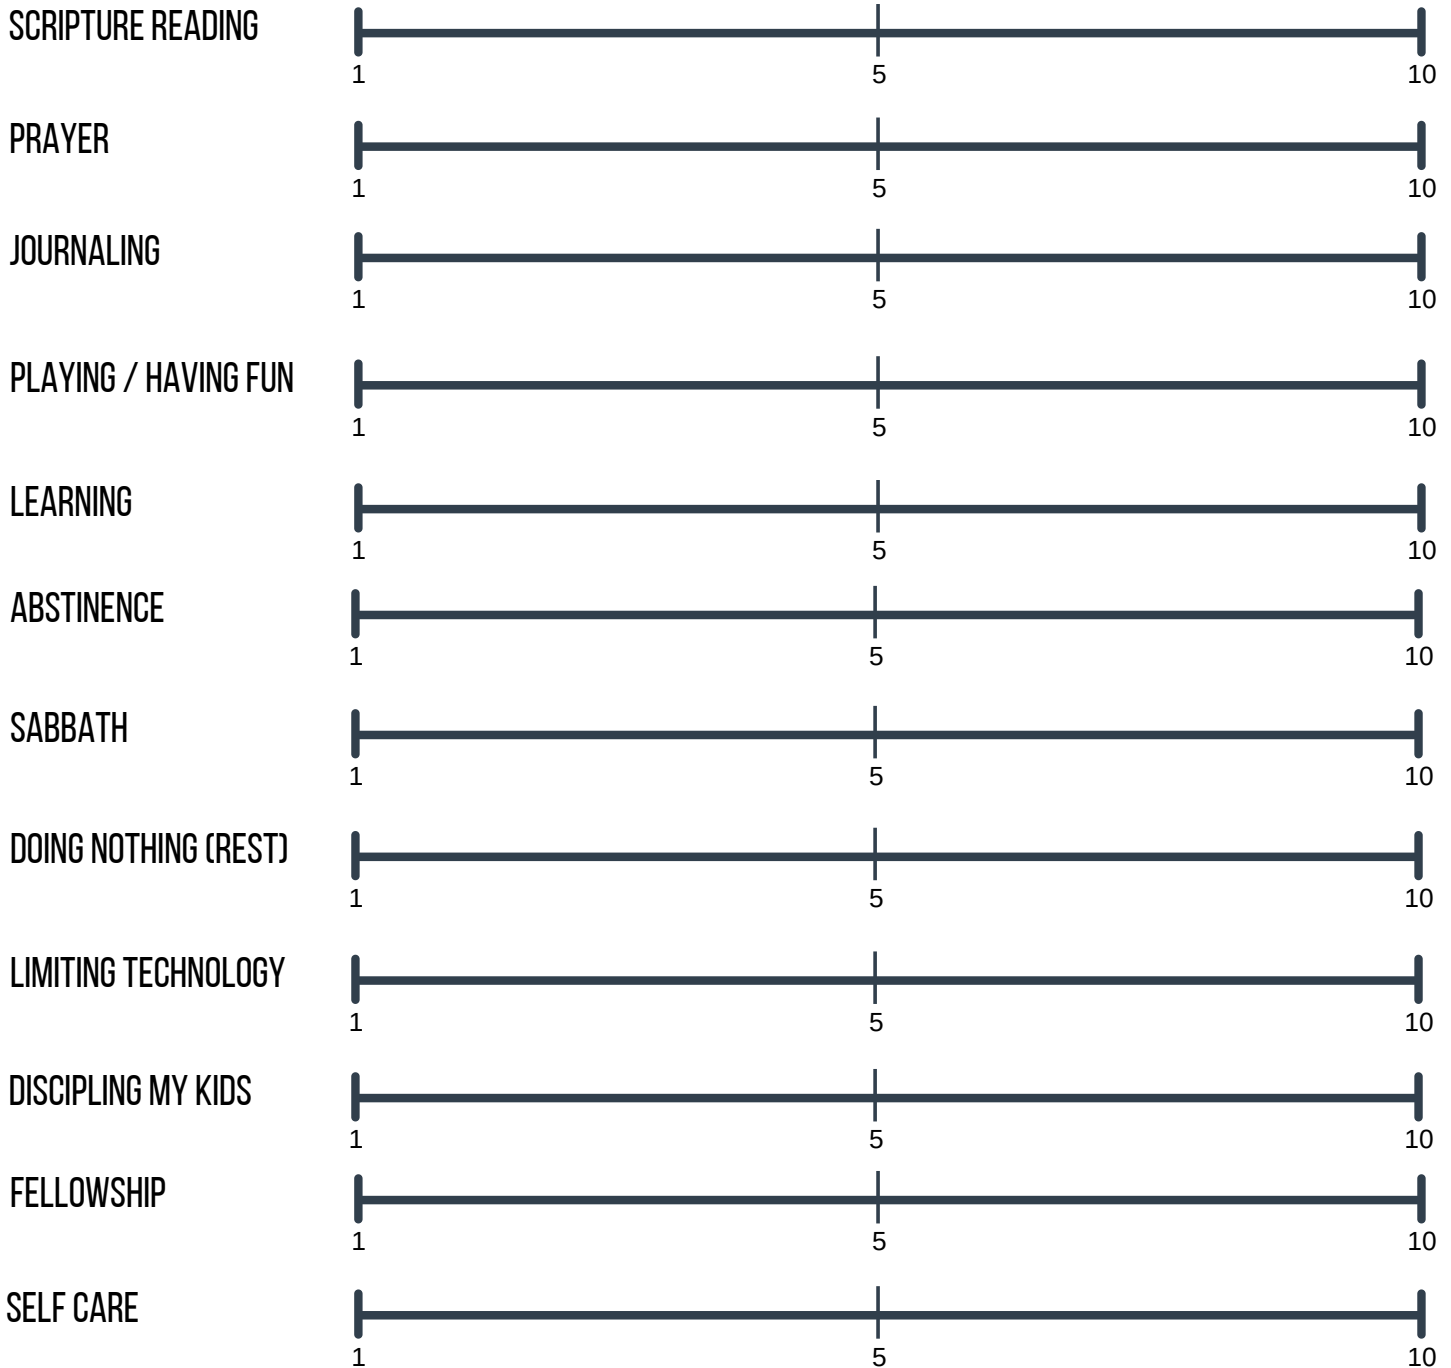 SCRIPTURE READING
1 5 10
PRAYER
1 5 10
JOURNALING
1 5 10
PLAYING / HAVING FUN
1 5 10
LEARNING
1 5 10
ABSTINENCE
1 5 10
SABBATH
1 5 10
DOING NOTHING (REST)
1 5 10
LIMITING TECHNOLOGY
1 5 10
DISCIPLING MY KIDS
1 5 10
FELLOWSHIP
1 5 10
SELF CARE
1 5 10